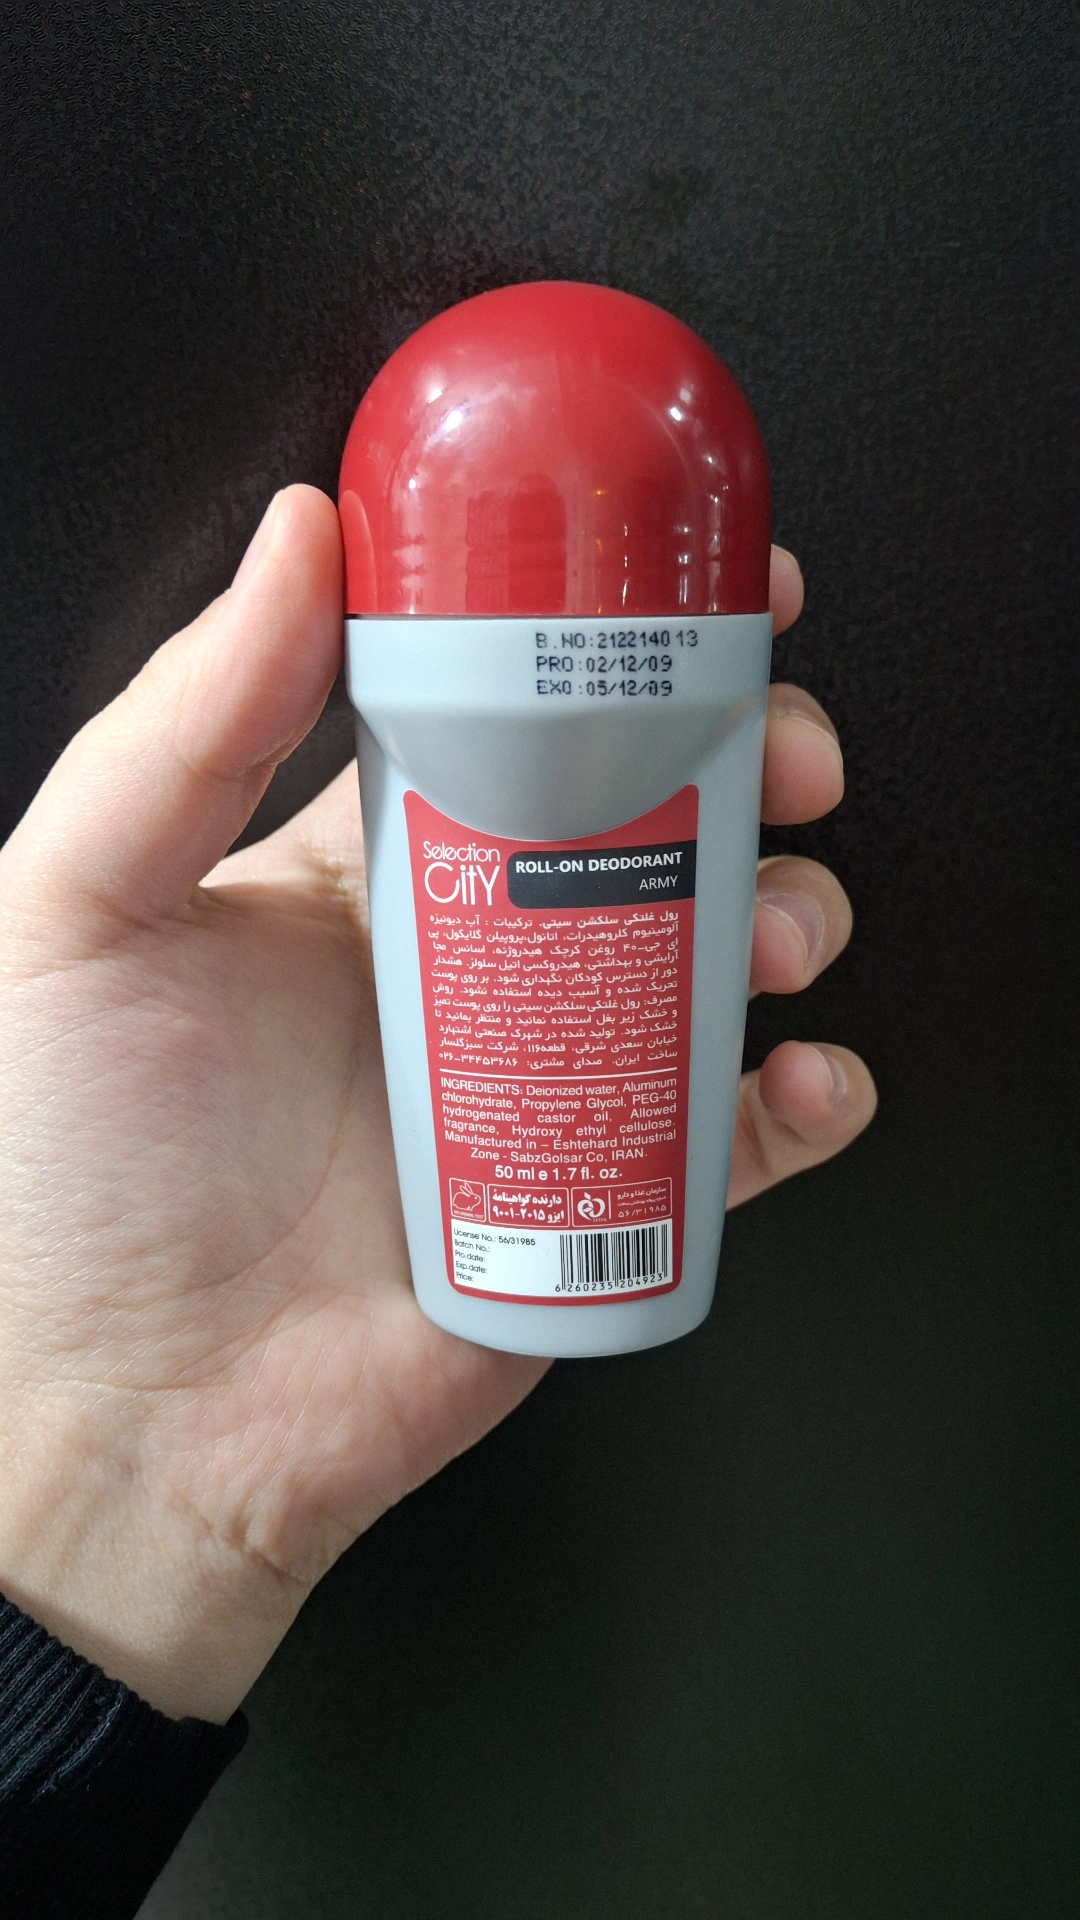 B.NO:212214013
PRO:02/12/09
EXO:05/12/09
Selection
City
ROLL-ON DEODORANT
ARMY
رول غلتکی سلکشن سیتی. ترکیبات : آب دیونیزه
آلومینیوم کلروهیدرات، اتانول،پروپیلن گلایکول، پی
ای جی-۴۰ روغن کرچک هیدروژنه، اسانس مجا
آرایشی و بهداشتی، هیدروکسی اتیل سلولز. هشدار
دور از دسترس کودکان نگهداری شود. بر روی پوست
تحریک شده و آسیب دیده استفاده نشود. روش
مصرف: رول غلتکی سلکشن سیتی را روی پوست تمیز
و خشک زیر بغل استفاده نمائید و منتظر بمانید تا
خشک شود. تولید شده در شهرک صنعتی اشتهارد
خیابان سعدی شرقی، قطعه۱۱۶، شرکت سبزگلسار
ساخت ایران. صدای مشتری: ۳۴۴۵۳۶۸۶-۰۲۶
INGREDIENTS: Deionized water, Aluminum
chlorohydrate, Propylene Glycol, PEG-40
hydrogenated castor oil, Allowed
fragrance, Hydroxy ethyl cellulose.
Manufactured in – Eshtehard Industrial
Zone - SabzGolsar Co, IRAN.
50 ml e 1.7 fl. oz.
دارنده گواهینامهٔ
ایزو ۲۰۱۵-۹۰۰۱
سازمان غذا و دارو
۵۶/۳۱۹۸۵
License No.: 56/31985
Batch No.:
Pro.date:
Exp.date:
Price:
6 260235 204923